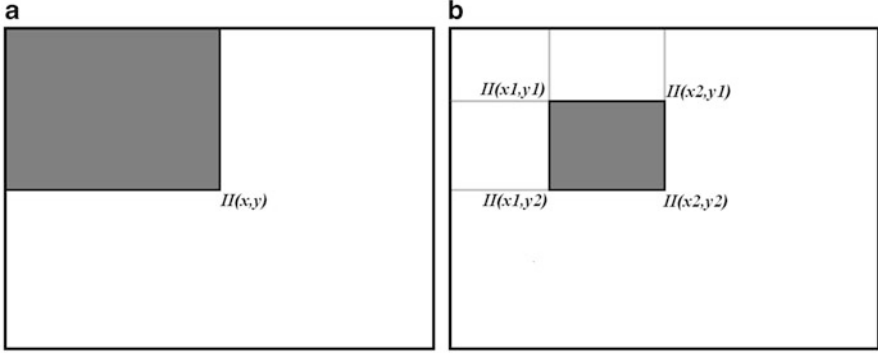 a
b
II(x,y)
II(x1,y1)
II(x2,y1)
II(x1,y2)
II(x2,y2)